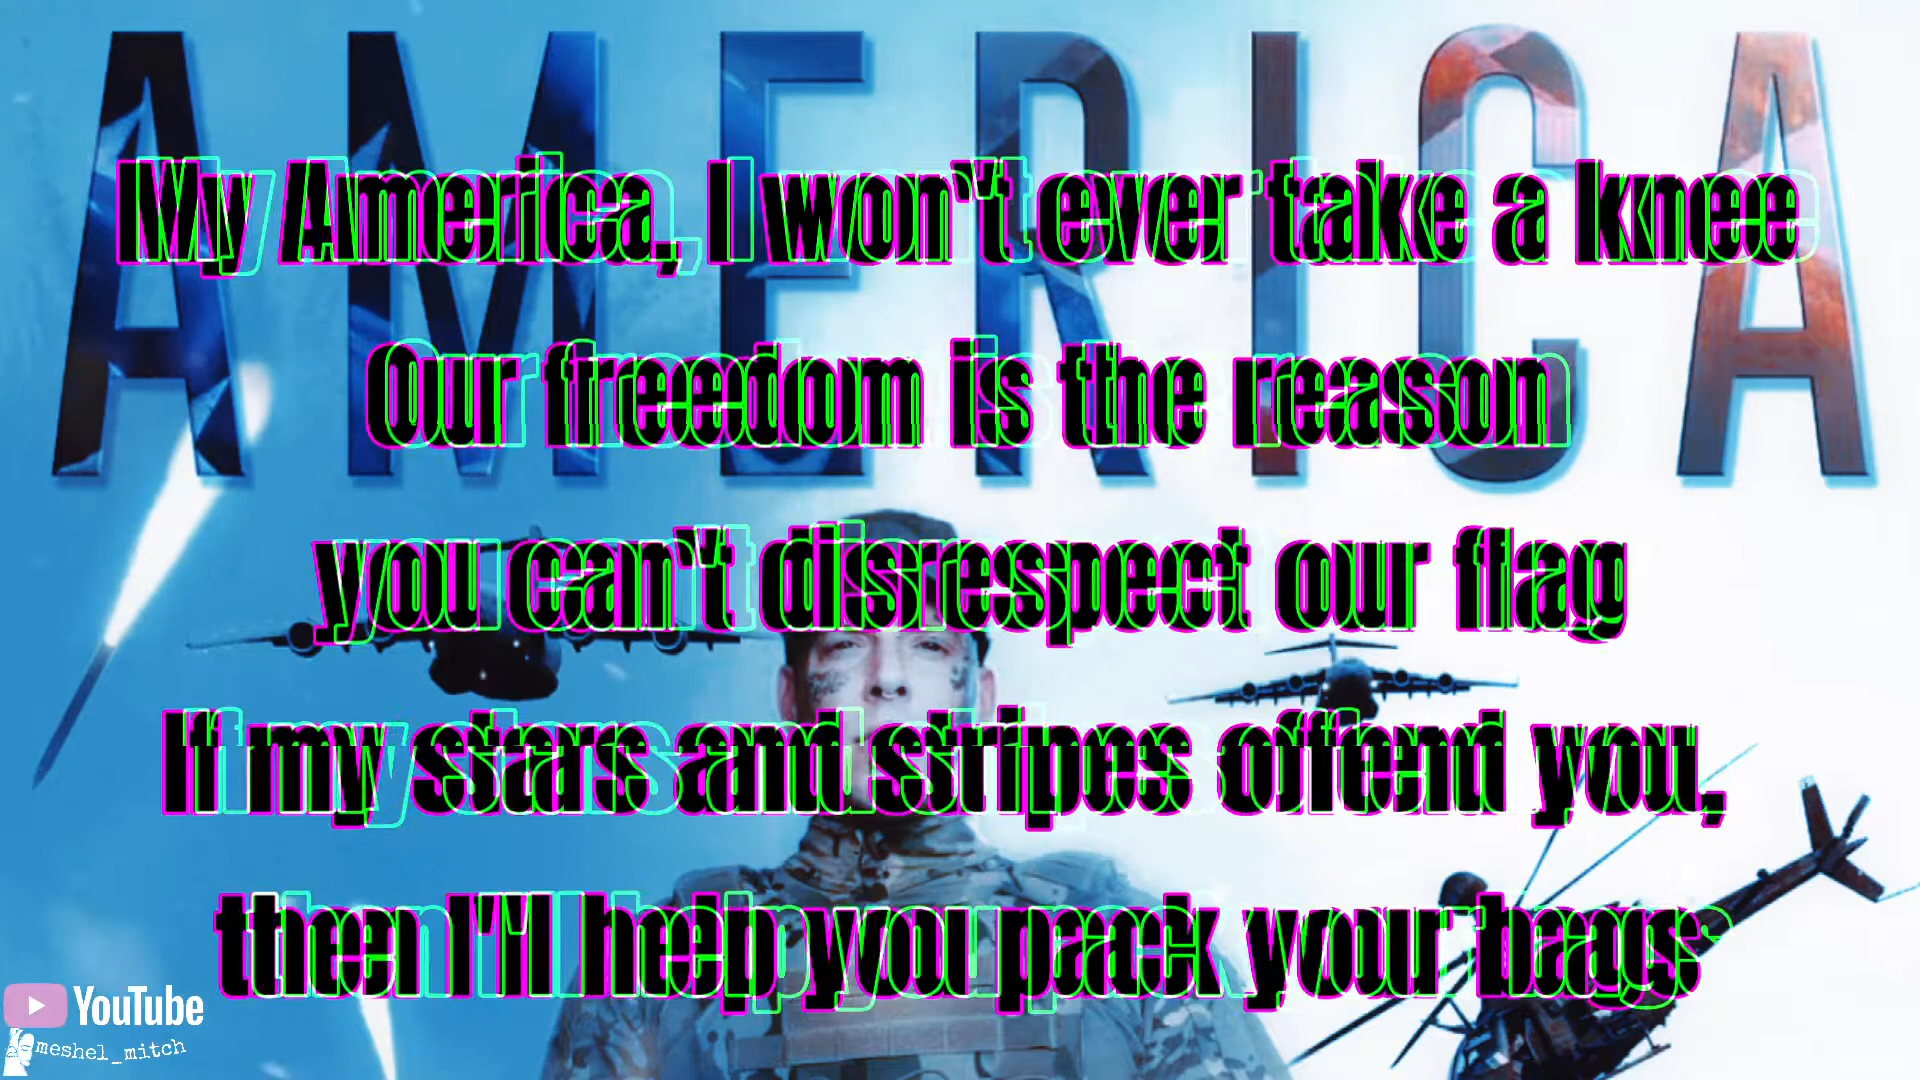 AMERICA
My America, I won't ever take a knee
Our freedom is the reason
you can't disrespect our flag
If my stars and stripes offend you,
then I'll help you pack your bags
YouTube
meshel_mitch